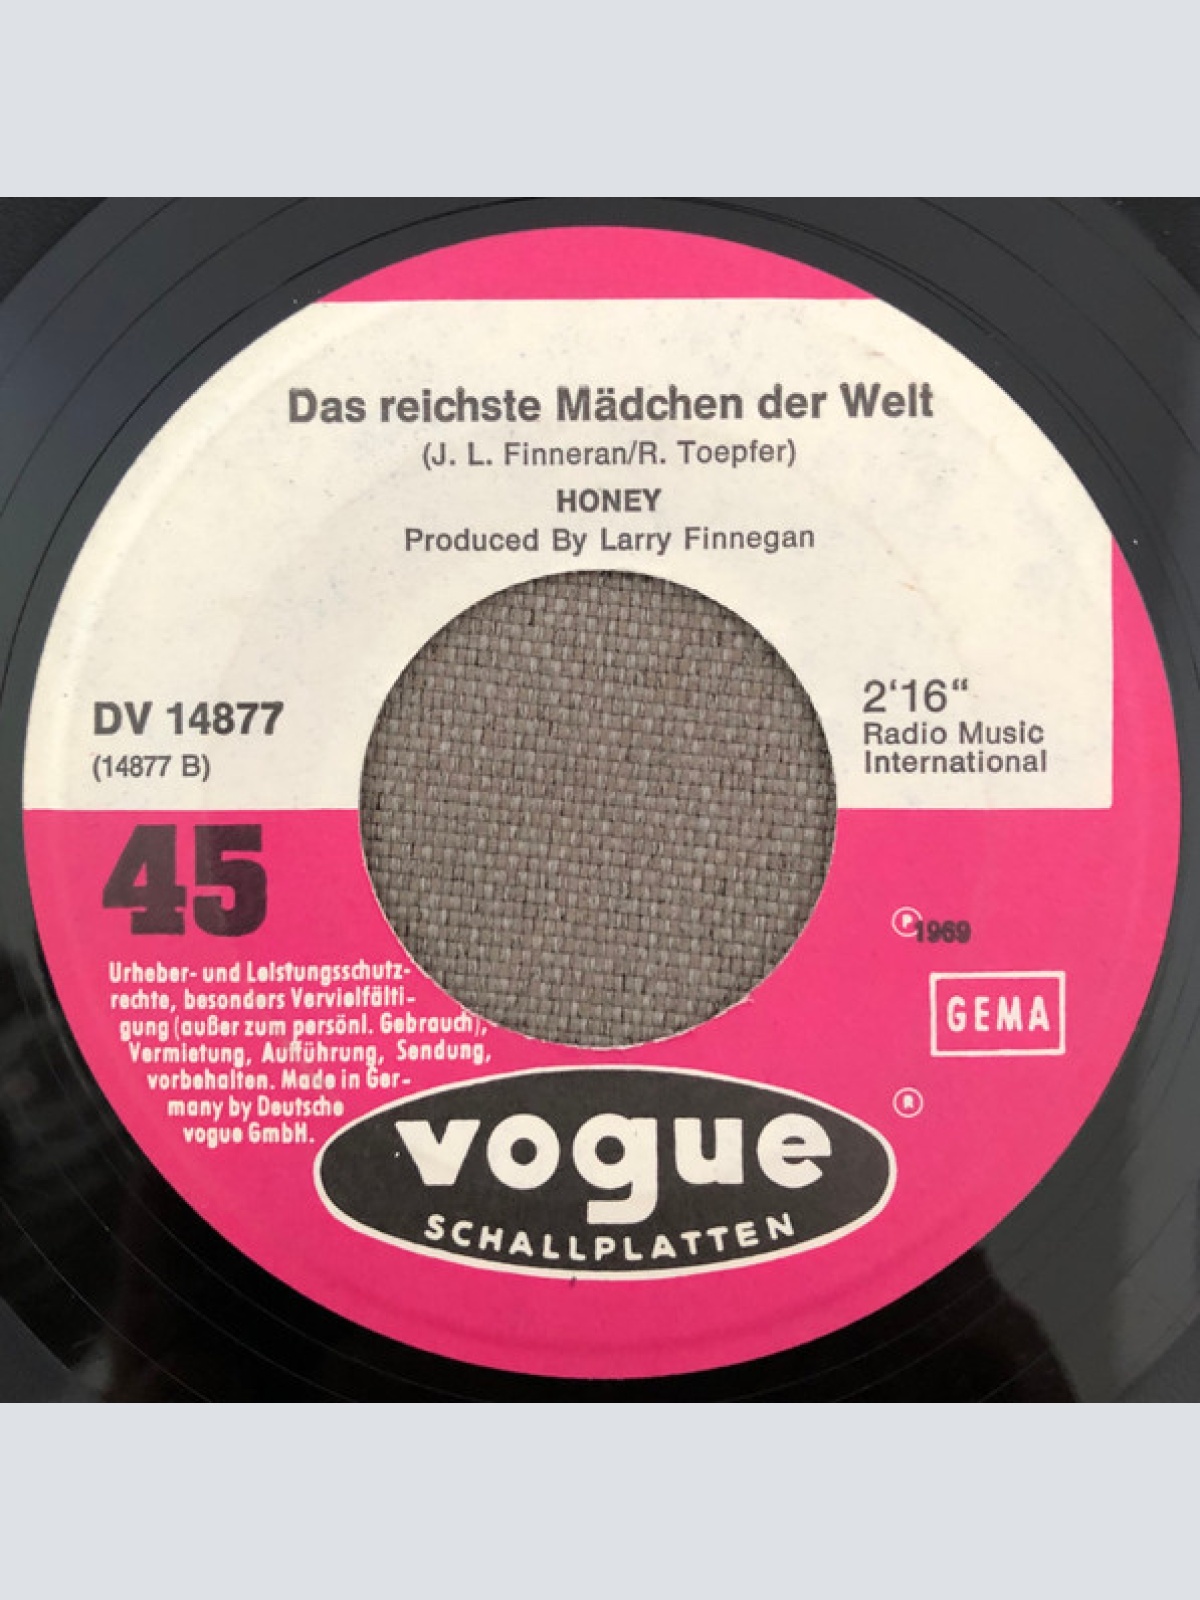 Das reichste Mädchen der Welt
(J. L. Finneran/R. Toepfer)
HONEY
Produced By Larry Finnegan
DV 14877
(14877 B)
2‘16“
Radio Music
International
45
℗1969
GEMA
Urheber- und Leistungsschutz-
rechte, besonders Vervielfälti-
gung (außer zum persönl. Gebrauch),
Vermietung, Aufführung, Sendung,
vorbehalten. Made in Ger-
many by Deutsche
vogue GmbH.
®
vogue
SCHALLPLATTEN